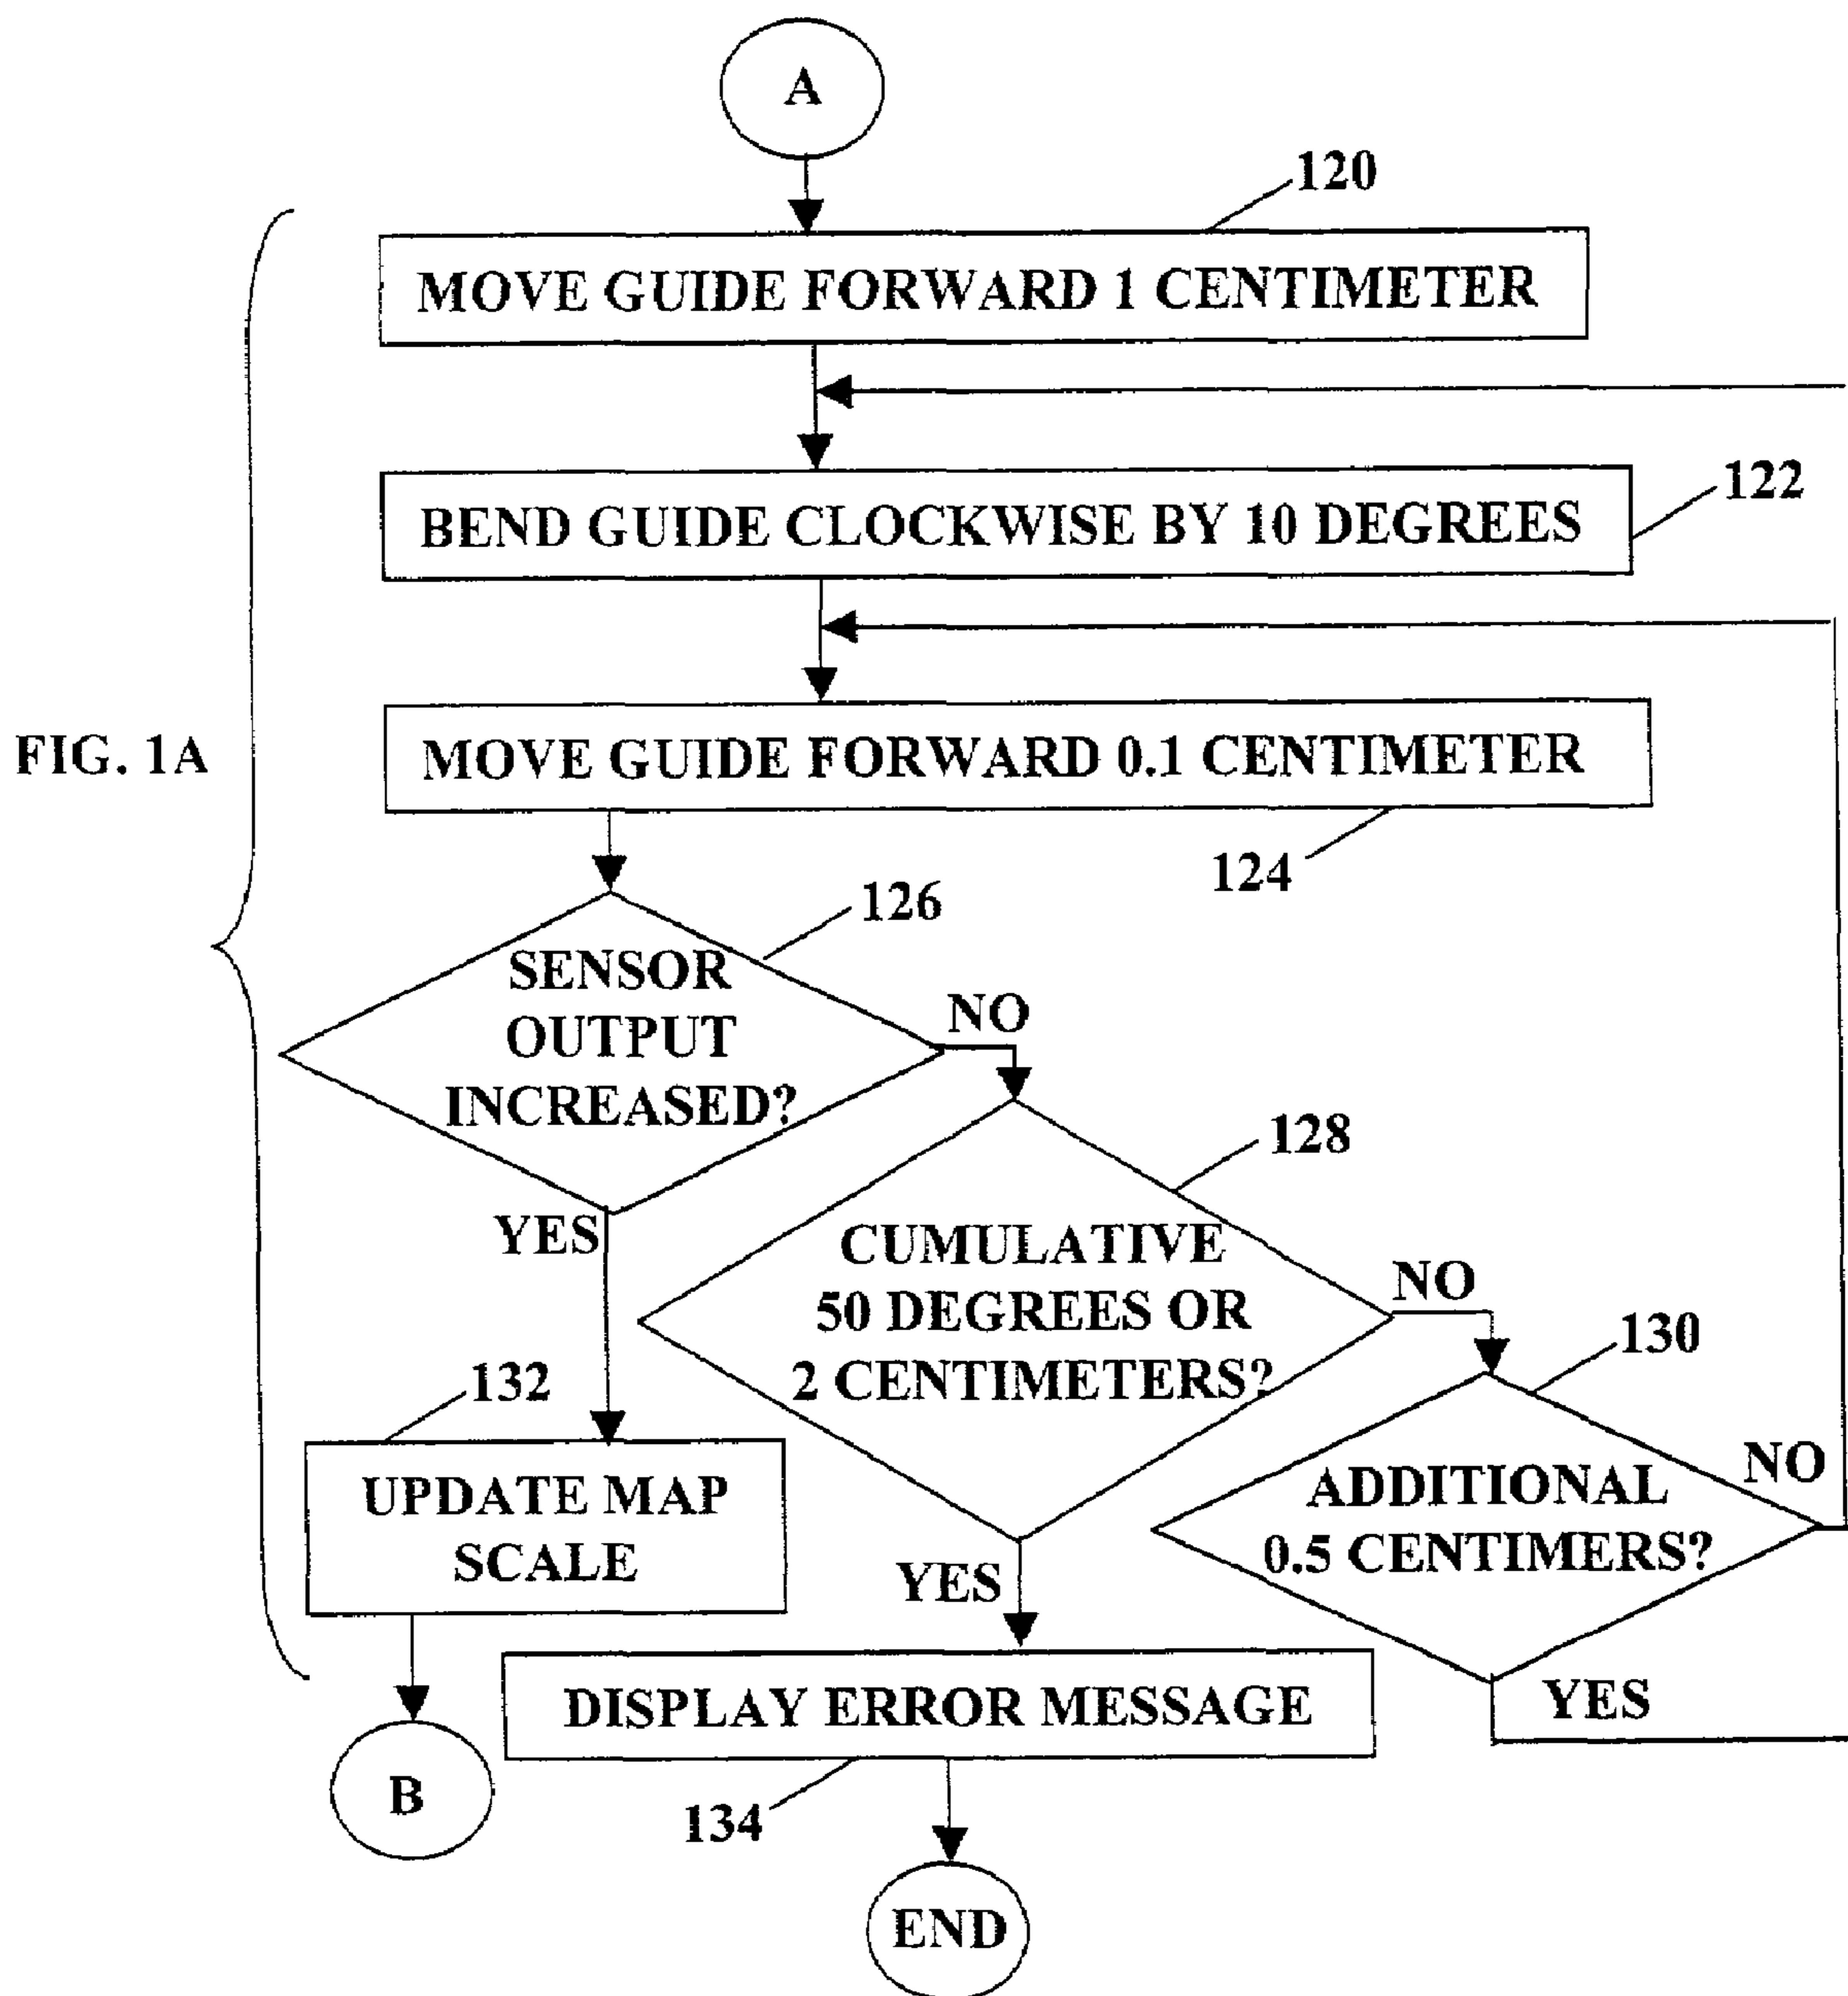 A
120
MOVE GUIDE FORWARD 1 CENTIMETER
BEND GUIDE CLOCKWISE BY 10 DEGREES
122
FIG. 1A
MOVE GUIDE FORWARD 0.1 CENTIMETER
124
126
SENSOR
OUTPUT
INCREASED?
NO
YES
128
CUMULATIVE
50 DEGREES OR
2 CENTIMETERS?
NO
YES
130
ADDITIONAL
0.5 CENTIMERS?
NO
YES
132
UPDATE MAP
SCALE
B
DISPLAY ERROR MESSAGE
134
END